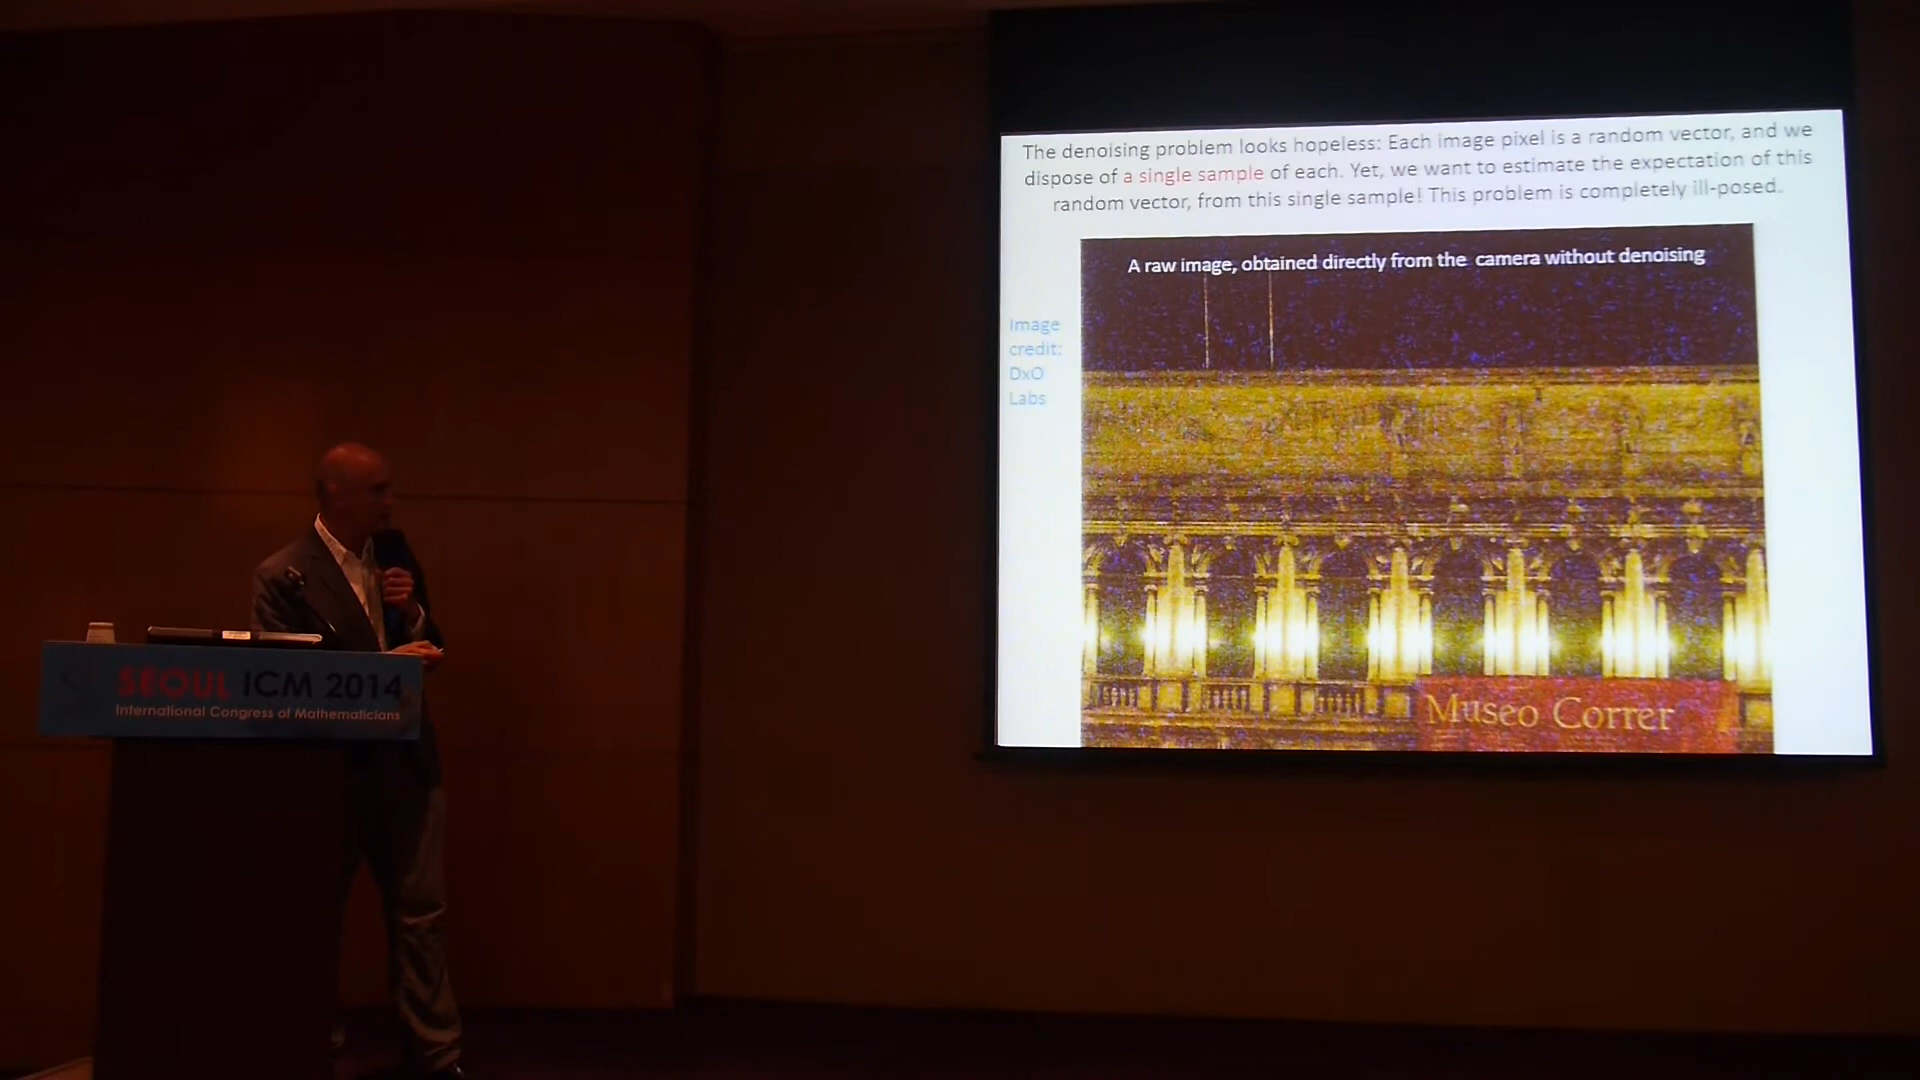 The denoising problem looks hopeless: Each image pixel is a random vector, and we
dispose of a single sample of each. Yet, we want to estimate the expectation of this
random vector, from this single sample! This problem is completely ill-posed.
A raw image, obtained directly from the camera without denoising
Image
credit:
DxO
Labs
Museo Correr
SEOUL ICM 2014
International Congress of Mathematicians